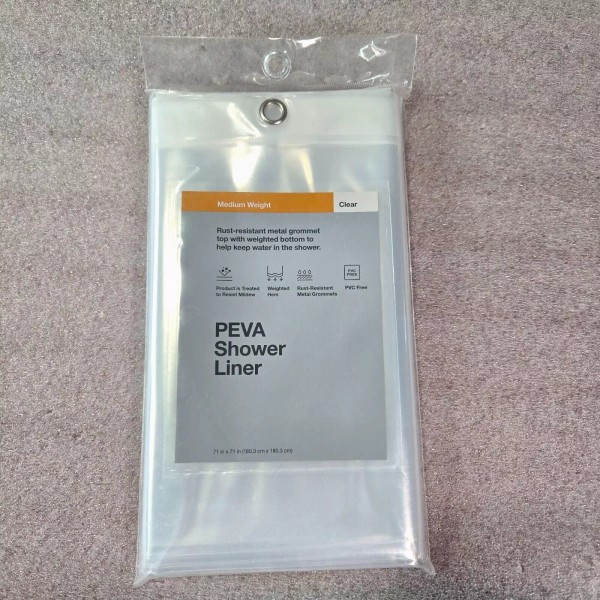 Medium Weight
Clear
Rust-resistant metal grommet
top with weighted bottom to
help keep water in the shower.
PVC
FREE
Product is Treated
to Resist Mildew
Weighted
Hem
Rust-Resistant
Metal Grommets
PVC Free
PEVA
Shower
Liner
71 in x 71 in (180.3 cm x 180.3 cm)